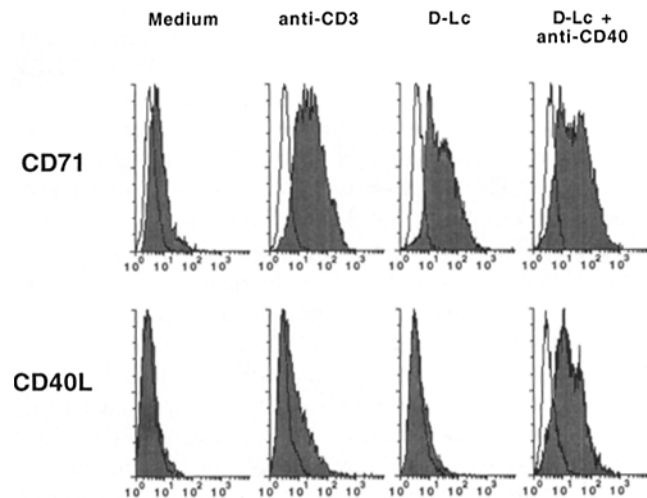 Medium anti-CD3 D-Lc D-Lc +
anti-CD40
CD71
10⁰ 10¹ 10² 10³ 10⁰ 10¹ 10² 10³ 10⁰ 10¹ 10² 10³ 10⁰ 10¹ 10² 10³
CD40L
10⁰ 10¹ 10² 10³ 10⁰ 10¹ 10² 10³ 10⁰ 10¹ 10² 10³ 10⁰ 10¹ 10² 10³